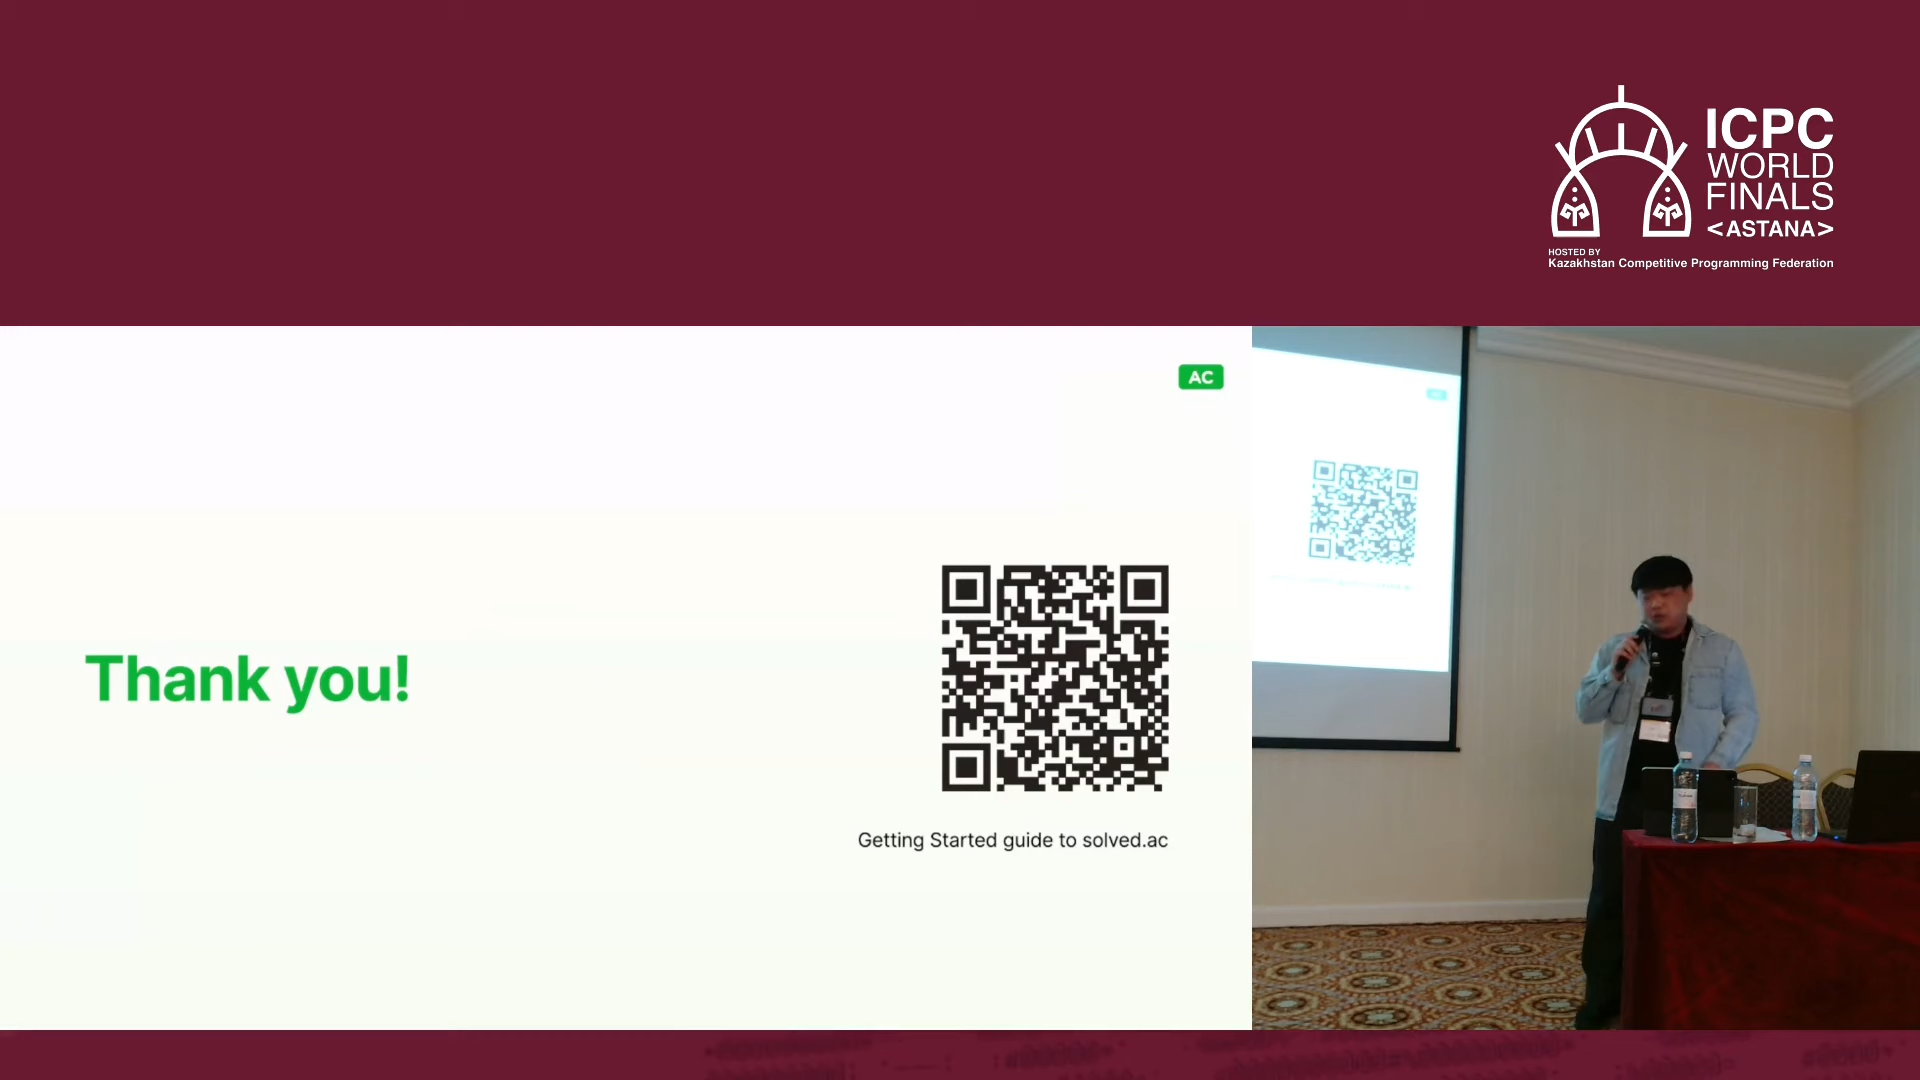 ICPC
WORLD
FINALS
<ASTANA>
HOSTED BY
Kazakhstan Competitive Programming Federation
AC
Thank you!
Getting Started guide to solved.ac